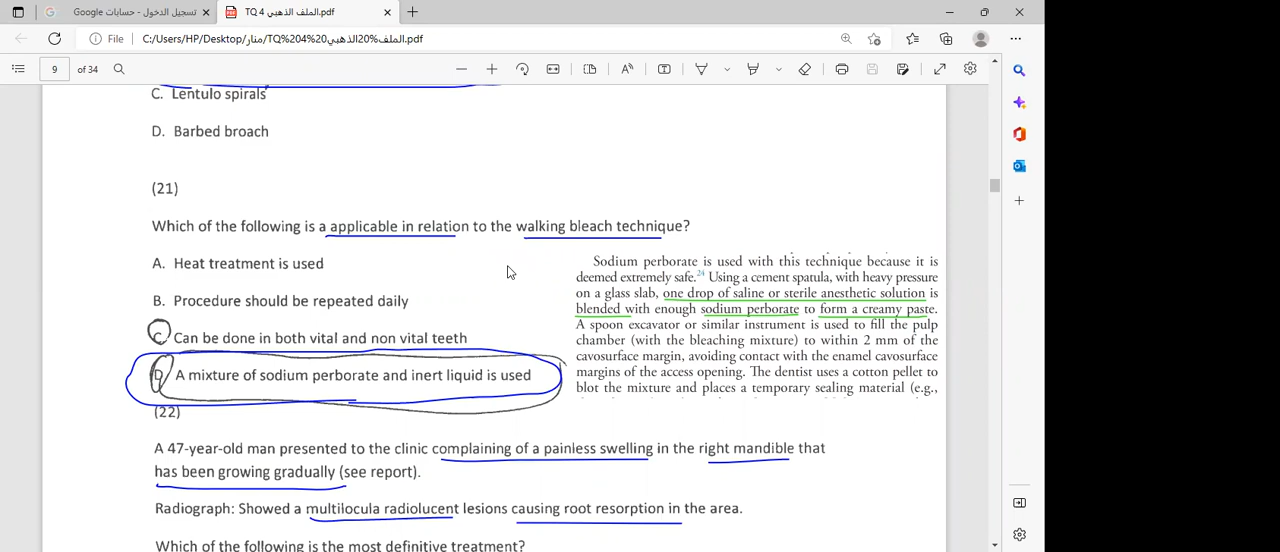 تسجيل الدخول - حسابات Google
TQ 4 الملف الذهبي.pdf
File
C:/Users/HP/Desktop/منار/TQ%204%20الملف%20الذهبي.pdf
9 of 34
C. Lentulo spirals
D. Barbed broach
(21)
Which of the following is a applicable in relation to the walking bleach technique?
A. Heat treatment is used
B. Procedure should be repeated daily
C. Can be done in both vital and non vital teeth
D. A mixture of sodium perborate and inert liquid is used
Sodium perborate is used with this technique because it is
deemed extremely safe.24 Using a cement spatula, with heavy pressure
on a glass slab, one drop of saline or sterile anesthetic solution is
blended with enough sodium perborate to form a creamy paste.
A spoon excavator or similar instrument is used to fill the pulp
chamber (with the bleaching mixture) to within 2 mm of the
cavosurface margin, avoiding contact with the enamel cavosurface
margins of the access opening. The dentist uses a cotton pellet to
blot the mixture and places a temporary sealing material (e.g.,
(22)
A 47-year-old man presented to the clinic complaining of a painless swelling in the right mandible that
has been growing gradually (see report).
Radiograph: Showed a multilocula radiolucent lesions causing root resorption in the area.
Which of the following is the most definitive treatment?